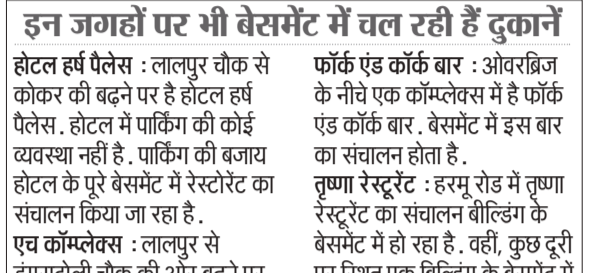 इन जगहों पर भी बेसमेंट में चल रही हैं दुकानें
होटल हर्ष पैलेस : लालपुर चौक से
कोकर की बढ़ने पर है होटल हर्ष
पैलेस. होटल में पार्किंग की कोई
व्यवस्था नहीं है. पार्किंग की बजाय
होटल के पूरे बेसमेंट में रेस्टोरेंट का
संचालन किया जा रहा है.
एच कॉम्प्लेक्स : लालपुर से
फॉर्क एंड कॉर्क बार : ओवरब्रिज
के नीचे एक कॉम्प्लेक्स में है फॉर्क
एंड कॉर्क बार. बेसमेंट में इस बार
का संचालन होता है.
तृष्णा रेस्टूरेंट : हरमू रोड में तृष्णा
रेस्टूरेंट का संचालन बील्डिंग के
बेसमेंट में हो रहा है. वहीं, कुछ दूरी